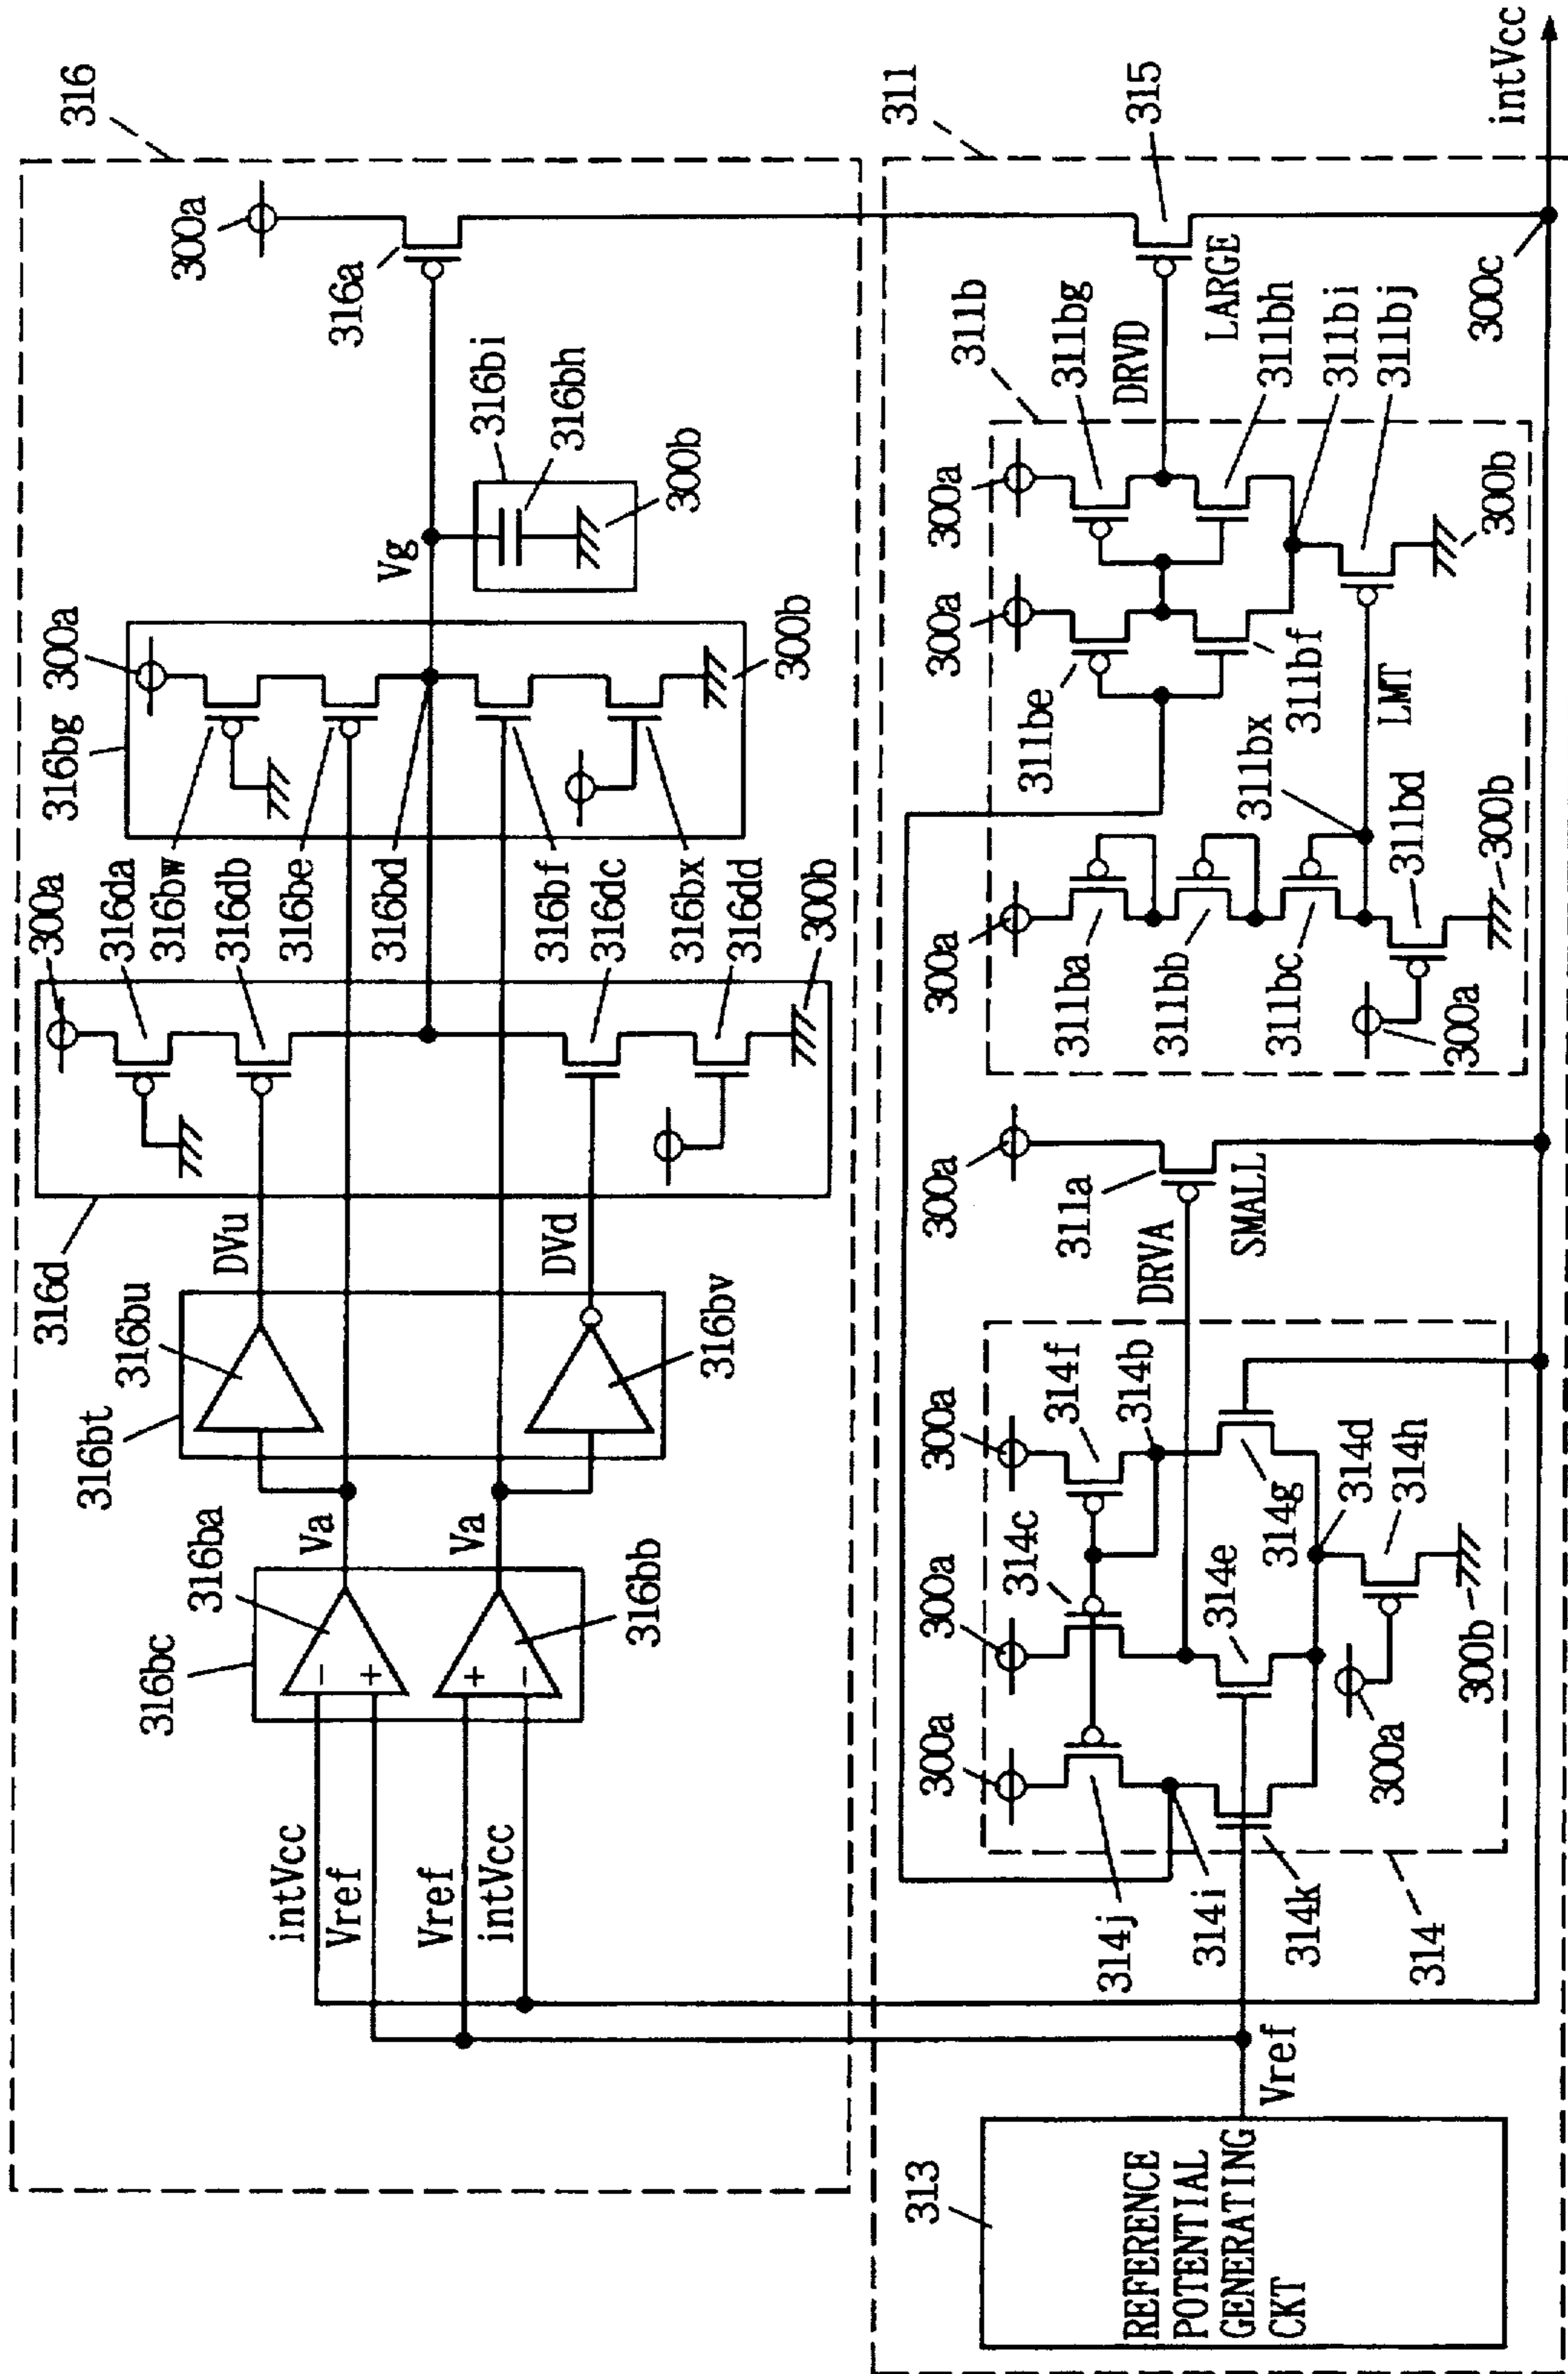 316
300a
316a
316bi
316bh
300b
Vg
316bg
300a
300b
300a
316da
316bw
316db
316be
316bd
316bf
316dc
316bx
316dd
300b
316d
DVu
DVd
316bt
316bu
316bv
316bc
316ba
Va
Va
316bb
intVcc
Vref
Vref
intVcc
311
315
intVcc
300c
LARGE
DRVD
311b
311bg
311bh
311bi
311bj
300a
300a
300b
311be
311bf
LMT
311bx
311bd
300b
300a
311ba
311bb
311bc
300a
300a
311a
SMALL
DRVA
300a
314f
314b
314c
314g
314d
314h
300a
314e
300b
300a
300a
314j
314i
314k
314
Vref
313
REFERENCE
POTENTIAL
GENERATING
CKT